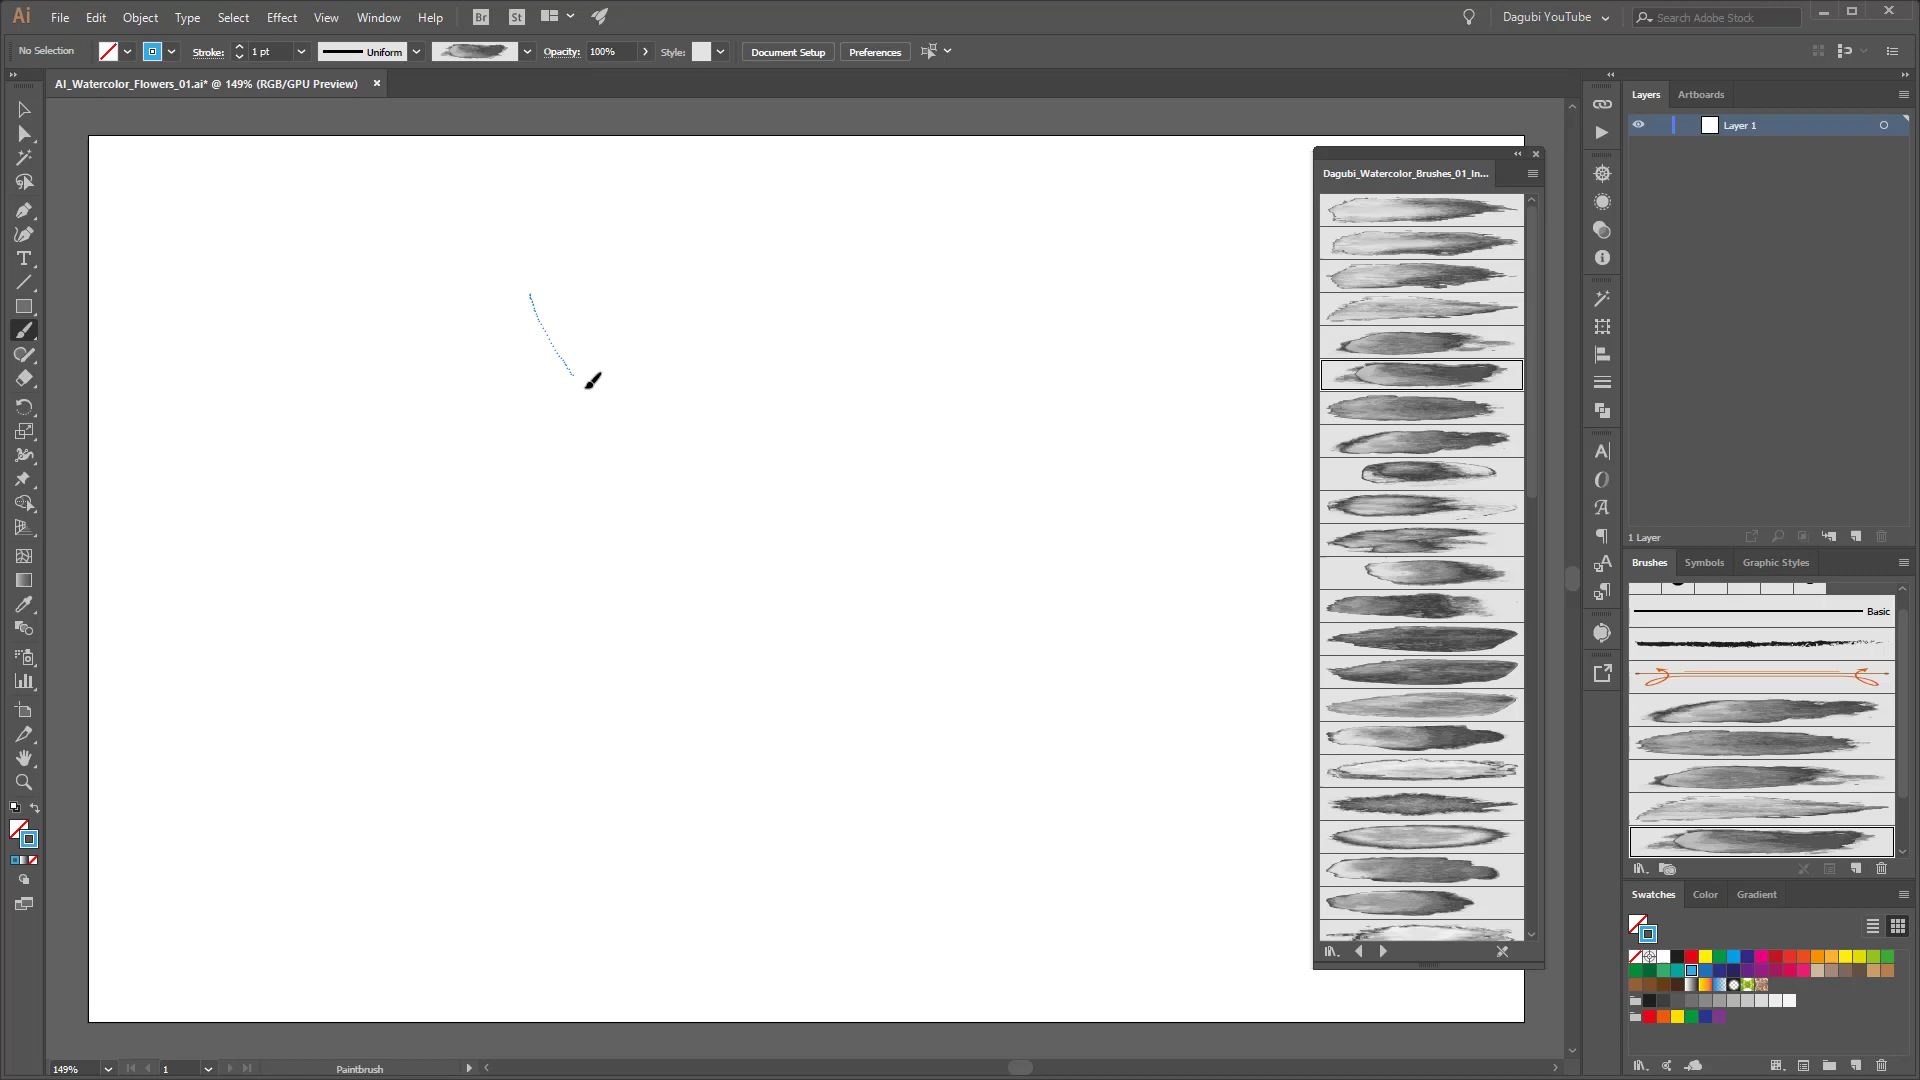 Ai File Edit Object Type Select Effect View Window Help Br St Dagubi YouTube Search Adobe Stock
No Selection Stroke: 1 pt Uniform Opacity: 100% Style: Document Setup Preferences
AI_Watercolor_Flowers_01.ai* @ 149% (RGB/GPU Preview)
Layers Artboards
Layer 1
Dagubi_Watercolor_Brushes_01_In...
1 Layer
Brushes Symbols Graphic Styles
Basic
Swatches Color Gradient
149% 1 Paintbrush